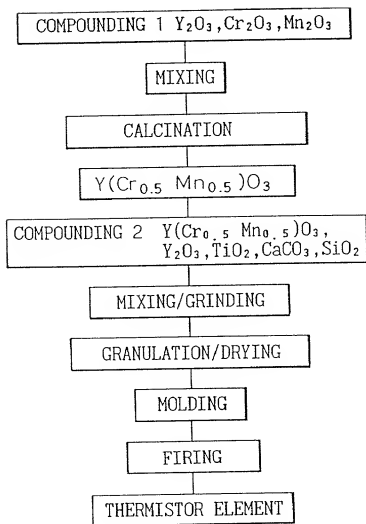 COMPOUNDING 1 Y₂O₃,Cr₂O₃,Mn₂O₃
MIXING
CALCINATION
Y(Cr₀.₅ Mn₀.₅)O₃
COMPOUNDING 2 Y(Cr₀.₅ Mn₀.₅)O₃,
Y₂O₃,TiO₂,CaCO₃,SiO₂
MIXING/GRINDING
GRANULATION/DRYING
MOLDING
FIRING
THERMISTOR ELEMENT